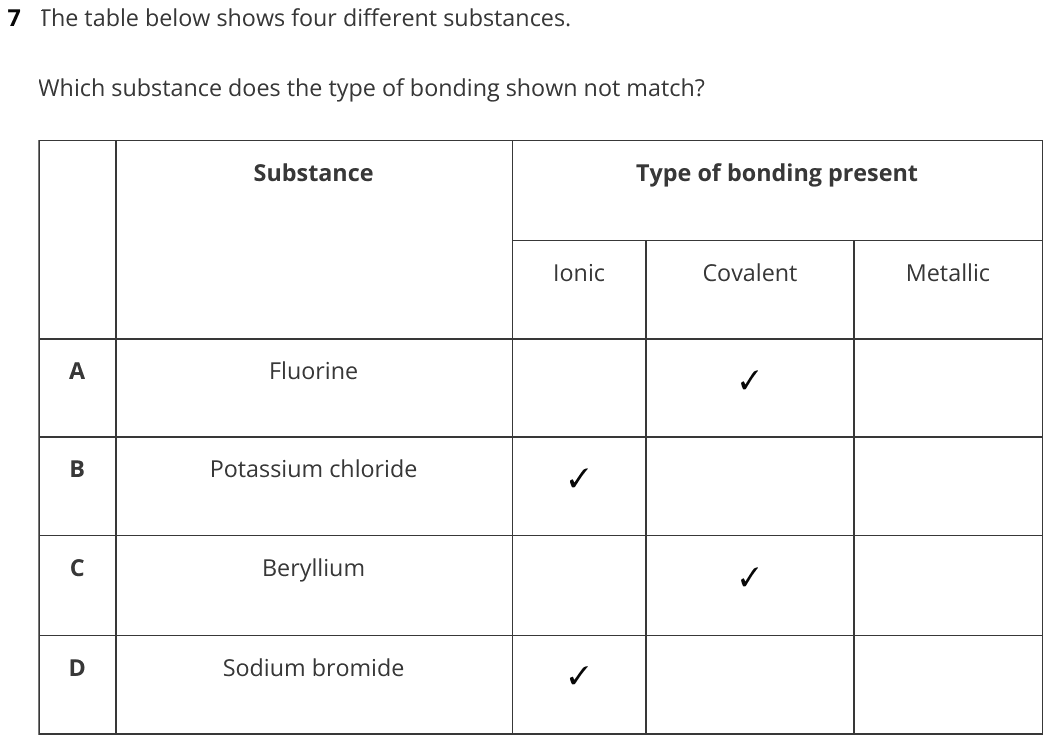 7 The table below shows four different substances.
Which substance does the type of bonding shown not match?
Substance Type of bonding present
Ionic Covalent Metallic
A Fluorine ✓
B Potassium chloride ✓
C Beryllium ✓
D Sodium bromide ✓